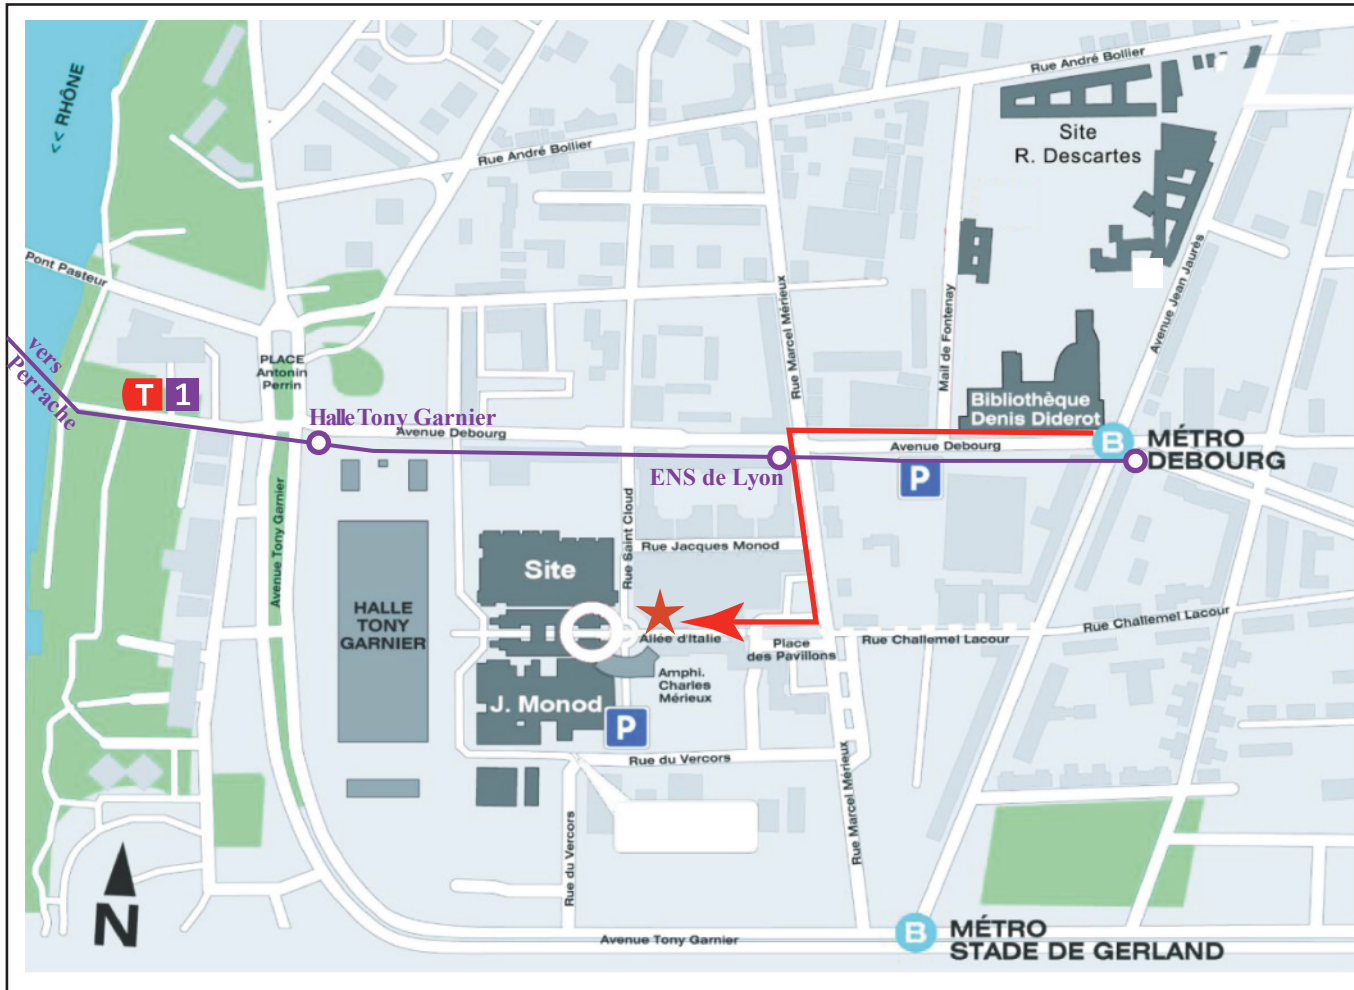 << RHÔNE
Rue André Bollier
Site
R. Descartes
Rue André Bollier
Pont Pasteur
Avenue Jean Jaurès
Rue Marcel Mérieux
Mail de Fontenay
vers
Perrache
T 1
PLACE
Antonin
Perrin
Halle Tony Garnier
Avenue Debourg
Bibliothèque
Denis Diderot
Avenue Debourg
B
MÉTRO
DEBOURG
ENS de Lyon
P
Avenue Tony Garnier
Rue Saint Cloud
Rue Jacques Monod
Site
HALLE
TONY
GARNIER
Allée d'Italie
Place
des Pavillons
Rue Challemel Lacour
Rue Challemel Lacour
Amphi.
Charles
Mérieux
J. Monod
P
Rue du Vercors
Rue Marcel Mérieux
Rue du Vercors
N
Avenue Tony Garnier
B
MÉTRO
STADE DE GERLAND